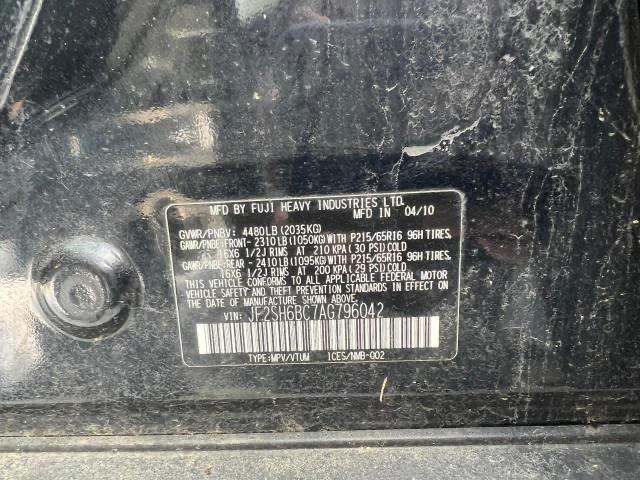 MFD BY FUJI HEAVY INDUSTRIES LTD.
MFD IN 04/10
GVWR/PNBV: 4480LB (2035KG)
GAWR/PNBE:FRONT- 2310LB(1050KG)WITH P215/65R16 96H TIRES,
16X6 1/2J RIMS AT 210 KPA (30 PSI)COLD
GAWR/PNBE:REAR - 2410LB(1095KG)WITH P215/65R16 96H TIRES,
16X6 1/2J RIMS AT 200 KPA(29 PSI)COLD
THIS VEHICLE CONFORMS TO ALL APPLICABLE FEDERAL MOTOR
VEHICLE SAFETY STANDARDS IN EFFECT ON THE DATE OF
MANUFACTURE SHOWN ABOVE.
VIN: JF2SH6BC7AG796042
TYPE:MPV/VTUM ICES/NMB-002